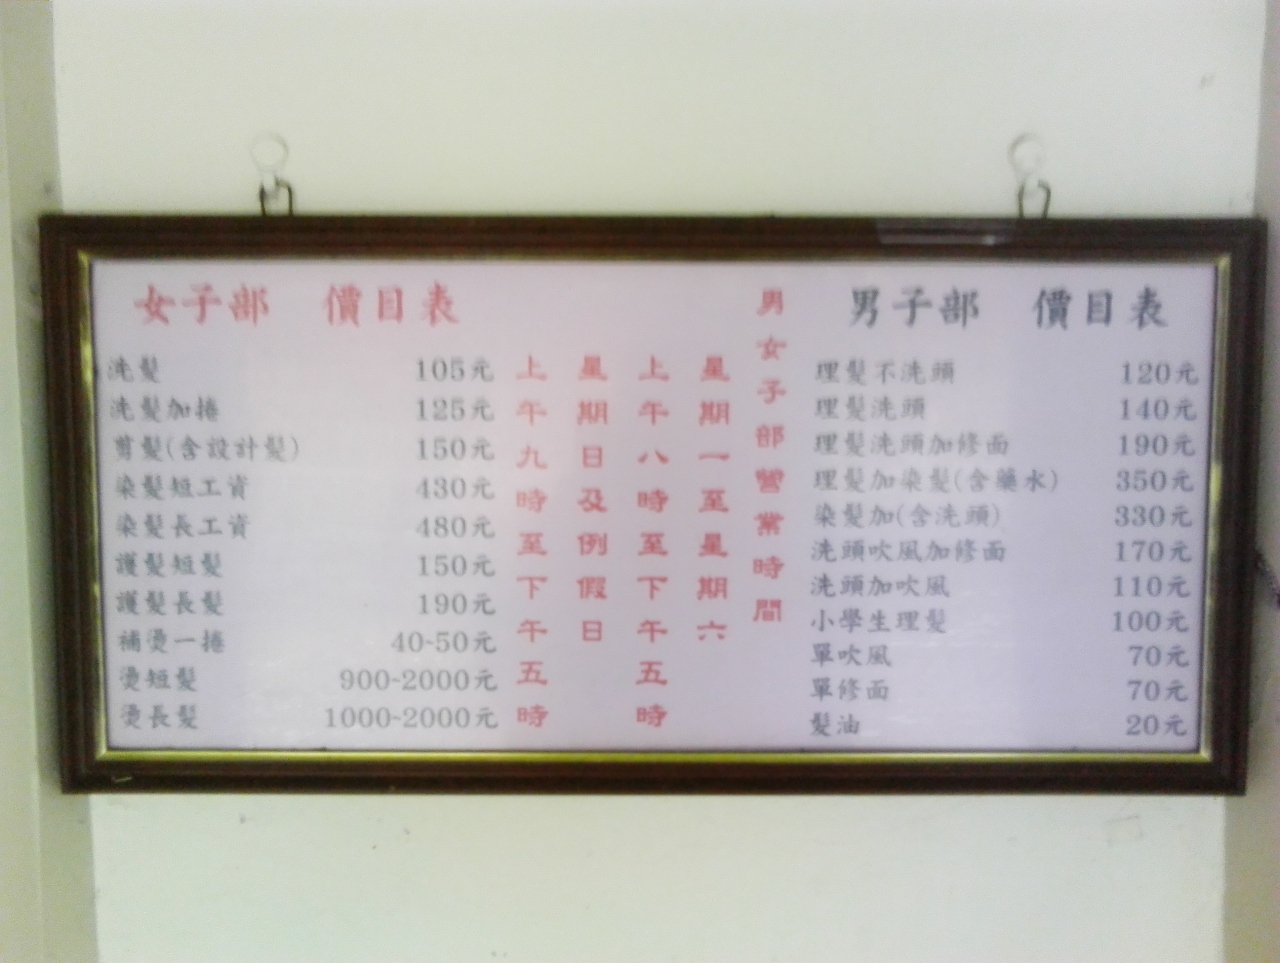 女子部 價目表
洗髮 105元
洗髮加捲 125元
剪髮(含設計髮) 150元
染髮短工資 430元
染髮長工資 480元
護髮短髮 150元
護髮長髮 190元
補燙一捲 40~50元
燙短髮 900~2000元
燙長髮 1000~2000元
男女子部營業時間
星期一至星期六
上午八時至下午五時
星期日及例假日
上午九時至下午五時
男子部 價目表
理髮不洗頭 120元
理髮洗頭 140元
理髮洗頭加修面 190元
理髮加染髮(含藥水) 350元
染髮加(含洗頭) 330元
洗頭吹風加修面 170元
洗頭加吹風 110元
小學生理髮 100元
單吹風 70元
單修面 70元
髮油 20元